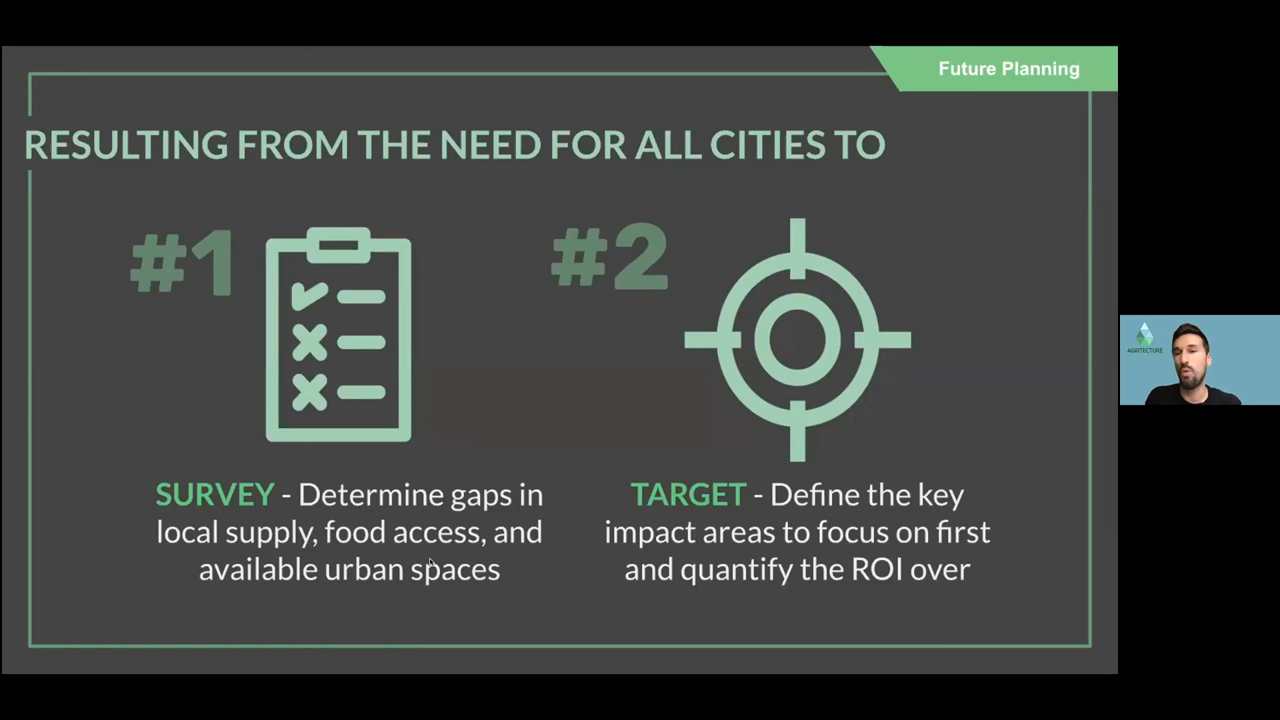 Future Planning
RESULTING FROM THE NEED FOR ALL CITIES TO
#1
#2
SURVEY - Determine gaps in
local supply, food access, and
available urban spaces
TARGET - Define the key
impact areas to focus on first
and quantify the ROI over
AGRITECTURE